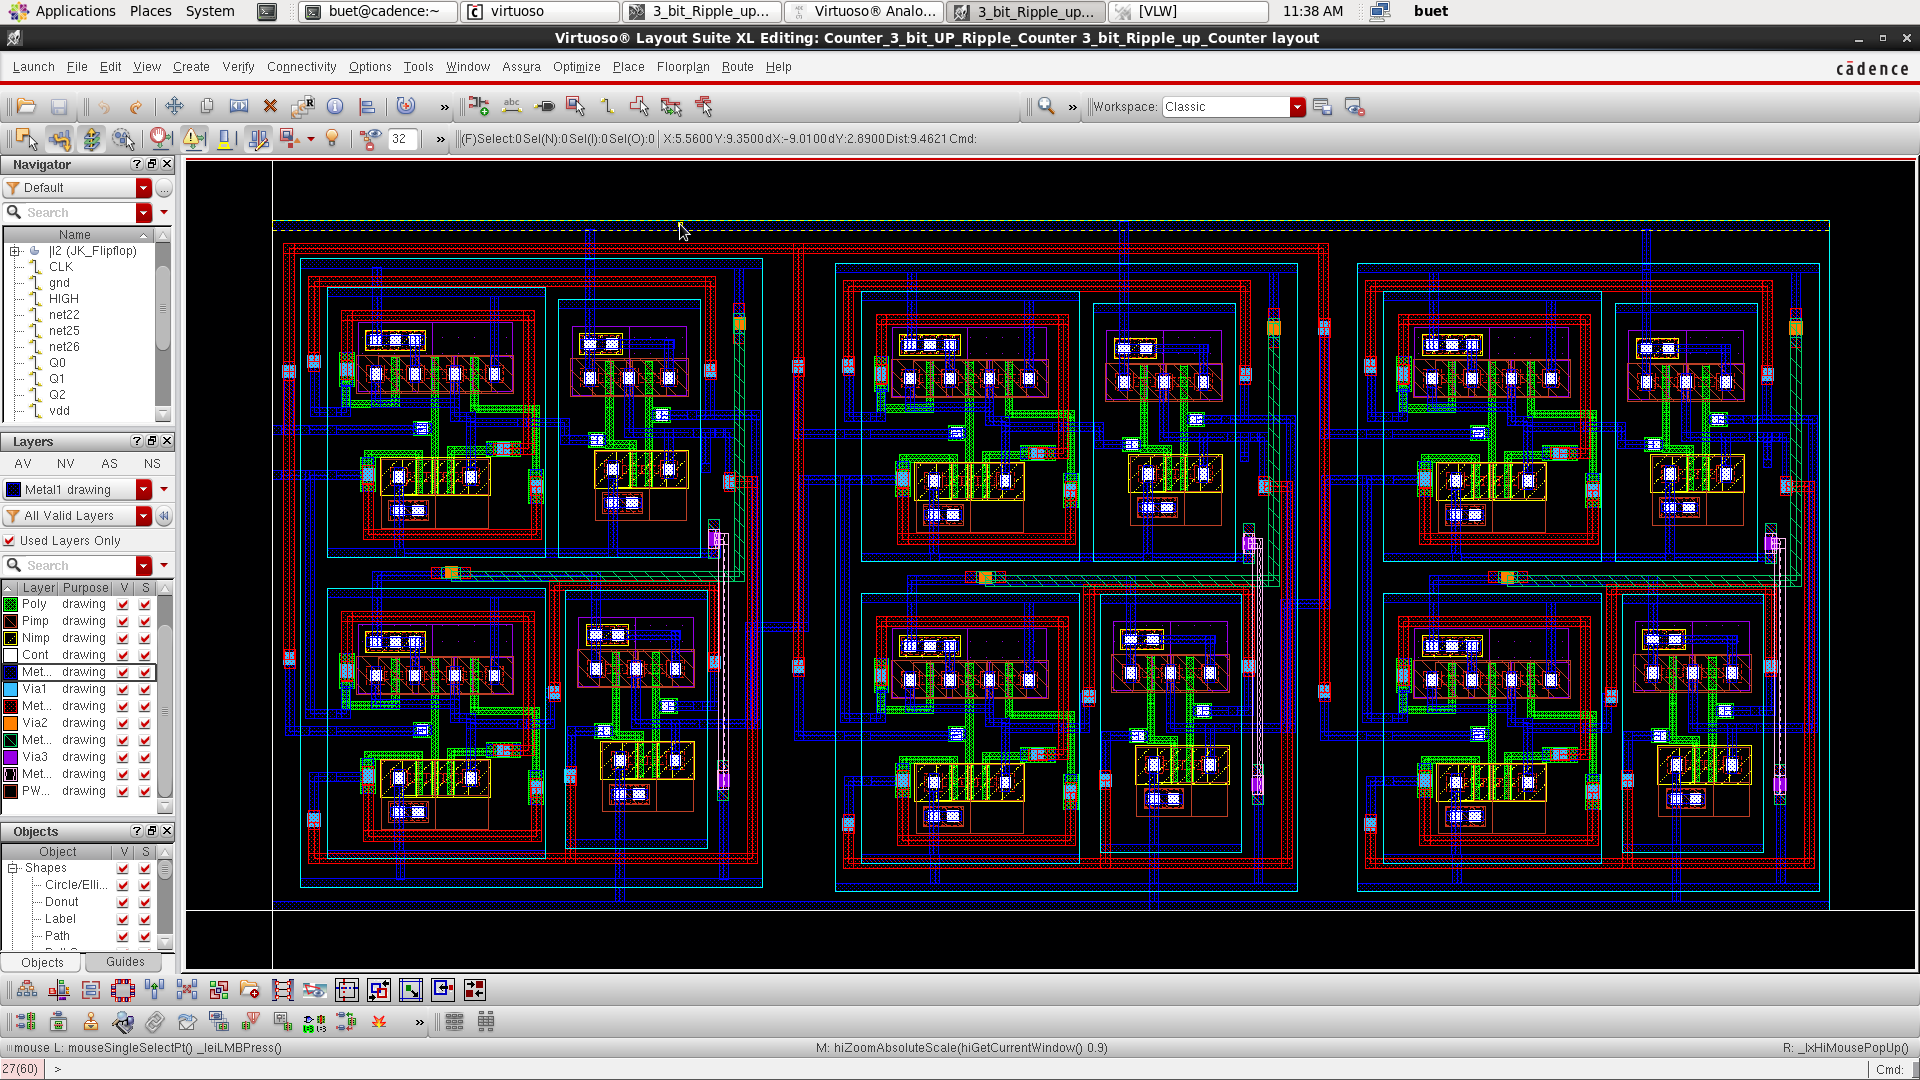 Applications Places System buet@cadence:~ virtuoso 3_bit_Ripple_up... Virtuoso® Analo... 3_bit_Ripple_up... [VLW] 11:38 AM buet
Virtuoso® Layout Suite XL Editing: Counter_3_bit_UP_Ripple_Counter 3_bit_Ripple_up_Counter layout
Launch File Edit View Create Verify Connectivity Options Tools Window Assura Optimize Place Floorplan Route Help cādence
» » Workspace: Classic
32 » (F)Select:0 Sel(N):0 Sel(I):0 Sel(O):0 X:5.5600 Y:9.3500 dX:-9.0100 dY:2.8900 Dist:9.4621 Cmd:
Navigator
Default
Search
Name
|I2 (JK_Flipflop)
CLK
gnd
HIGH
net22
net25
net26
Q0
Q1
Q2
vdd
Layers
AV NV AS NS
Metal1 drawing
All Valid Layers
Used Layers Only
Search
Layer Purpose V S
Poly drawing
Pimp drawing
Nimp drawing
Cont drawing
Met... drawing
Via1 drawing
Met... drawing
Via2 drawing
Met... drawing
Via3 drawing
Met... drawing
PW... drawing
Objects
Object V S
Shapes
Circle/Elli...
Donut
Label
Path
Objects Guides
»
mouse L: mouseSingleSelectPt() _leiLMBPress() M: hiZoomAbsoluteScale(hiGetCurrentWindow() 0.9) R: _lxHiMousePopUp()
27(60) > Cmd: